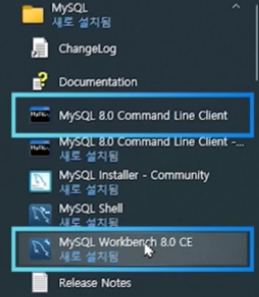 MySQL
새로 설치됨
ChangeLog
Documentation
MySQL 8.0 Command Line Client
MySQL 8.0 Command Line Client -...
새로 설치됨
MySQL Installer - Community
새로 설치됨
MySQL Shell
새로 설치됨
MySQL Workbench 8.0 CE
새로 설치됨
Release Notes